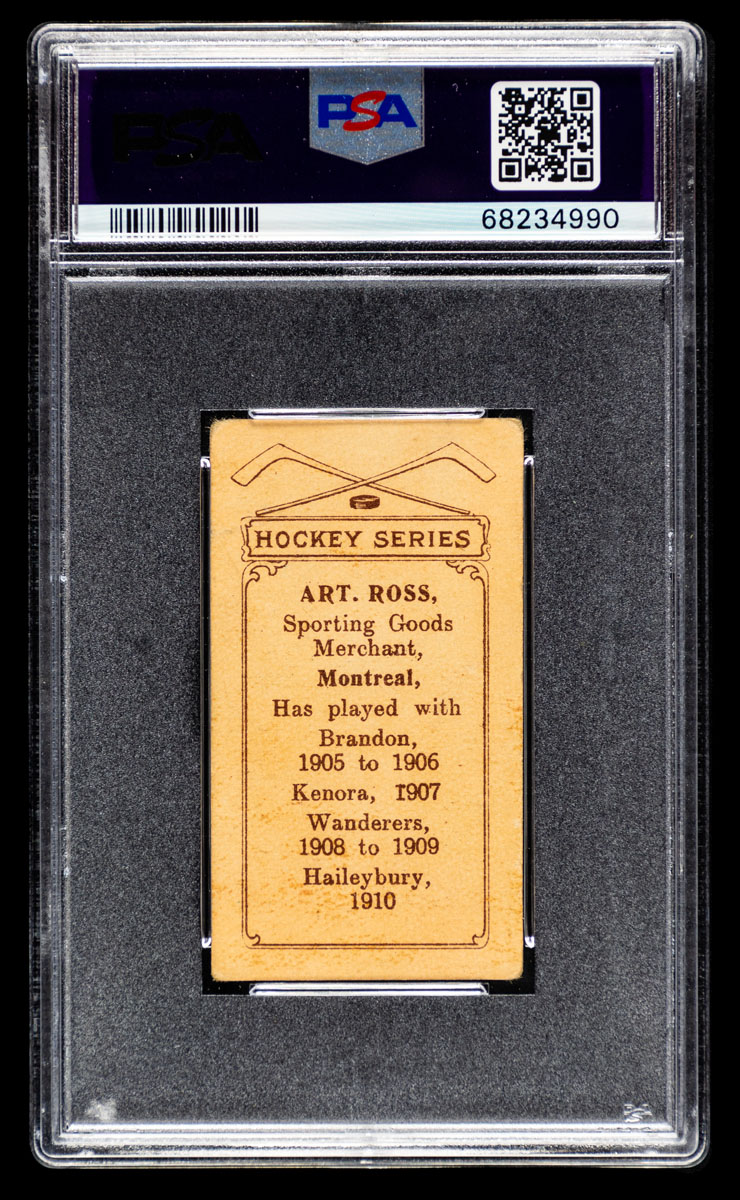 PSA
PSA
68234990
HOCKEY SERIES
ART. ROSS,
Sporting Goods
Merchant,
Montreal,
Has played with
Brandon,
1905 to 1906
Kenora, 1907
Wanderers,
1908 to 1909
Haileybury,
1910